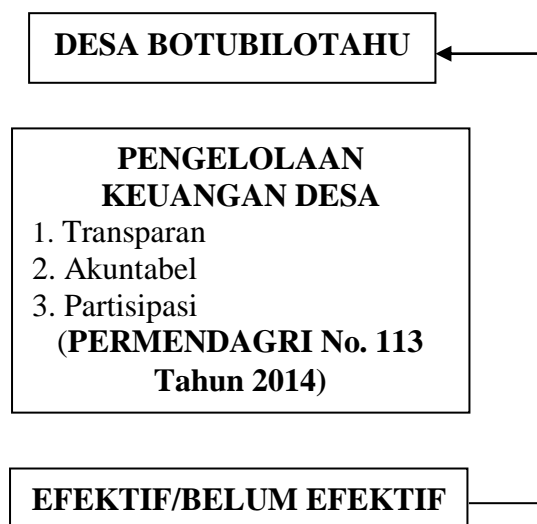 DESA BOTUBILOTAHU
PENGELOLAAN
KEUANGAN DESA
1. Transparan
2. Akuntabel
3. Partisipasi
(PERMENDAGRI No. 113
Tahun 2014)
EFEKTIF/BELUM EFEKTIF